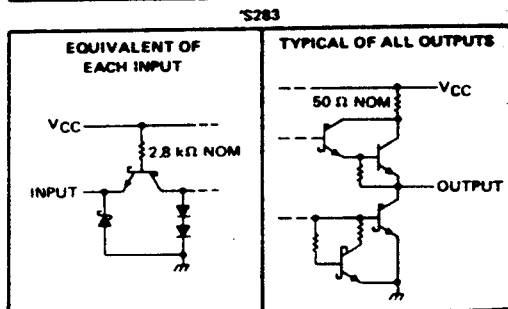 'S283
EQUIVALENT OF
EACH INPUT
VCC
2.8 kΩ NOM
INPUT
TYPICAL OF ALL OUTPUTS
VCC
50 Ω NOM
OUTPUT